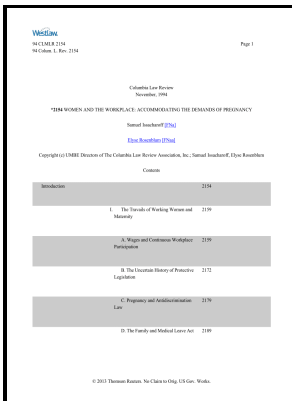 Westlaw.
94 CLMLR 2154
Page 1
94 Colum. L. Rev. 2154
Columbia Law Review
November, 1994
*2154 WOMEN AND THE WORKPLACE: ACCOMMODATING THE DEMANDS OF PREGNANCY
Samuel Issacharoff [FNa]
Elyse Rosenblum [FNaa]
Copyright (c) UMBE Directors of The Columbia Law Review Association, Inc.; Samuel Issacharoff, Elyse Rosenblum
Contents
Introduction 2154
I. The Travails of Working Women and 2159
Maternity
A. Wages and Continuous Workplace 2159
Participation
B. The Uncertain History of Protective 2172
Legislation
C. Pregnancy and Antidiscrimination 2179
Law
D. The Family and Medical Leave Act 2189
© 2013 Thomson Reuters. No Claim to Orig. US Gov. Works.